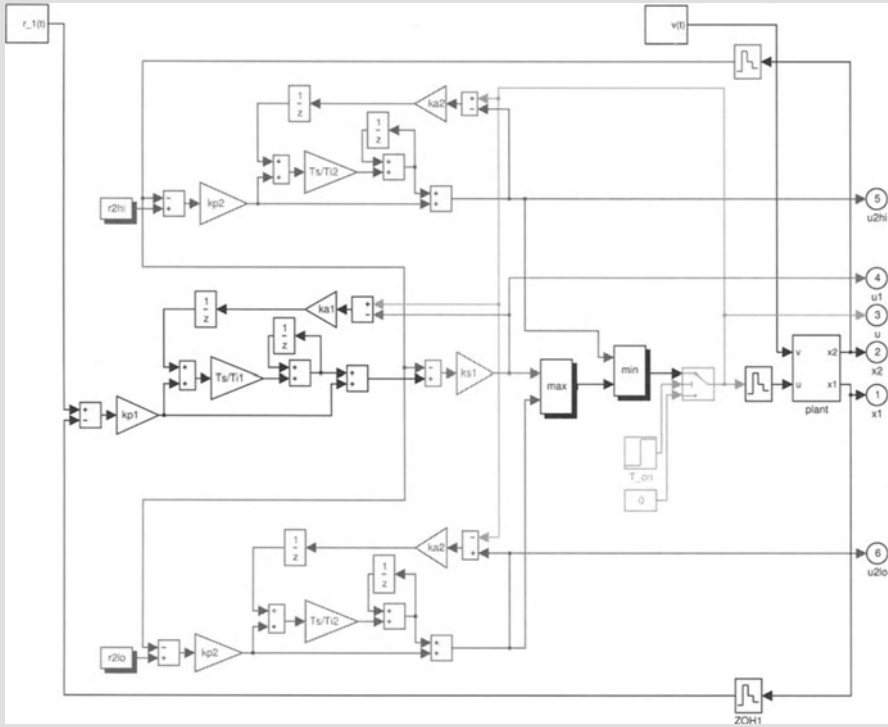 r_1(t)
v(t)
1
z
ka2
+
−
1
z
+
+
Ts/Ti2
+
+
r2hi
−
+
kp2
+
+
5
u2hi
1
z
ka1
+
−
4
u1
1
z
3
u
+
+
Ts/Ti1
+
+
+
+
−
+
ks1
max
min
v
x2
u
x1
plant
2
x2
1
x1
+
−
kp1
T_on
0
1
z
ka2
−
+
6
u2lo
1
z
+
+
Ts/Ti2
+
+
r2lo
−
+
kp2
+
+
ZOH1